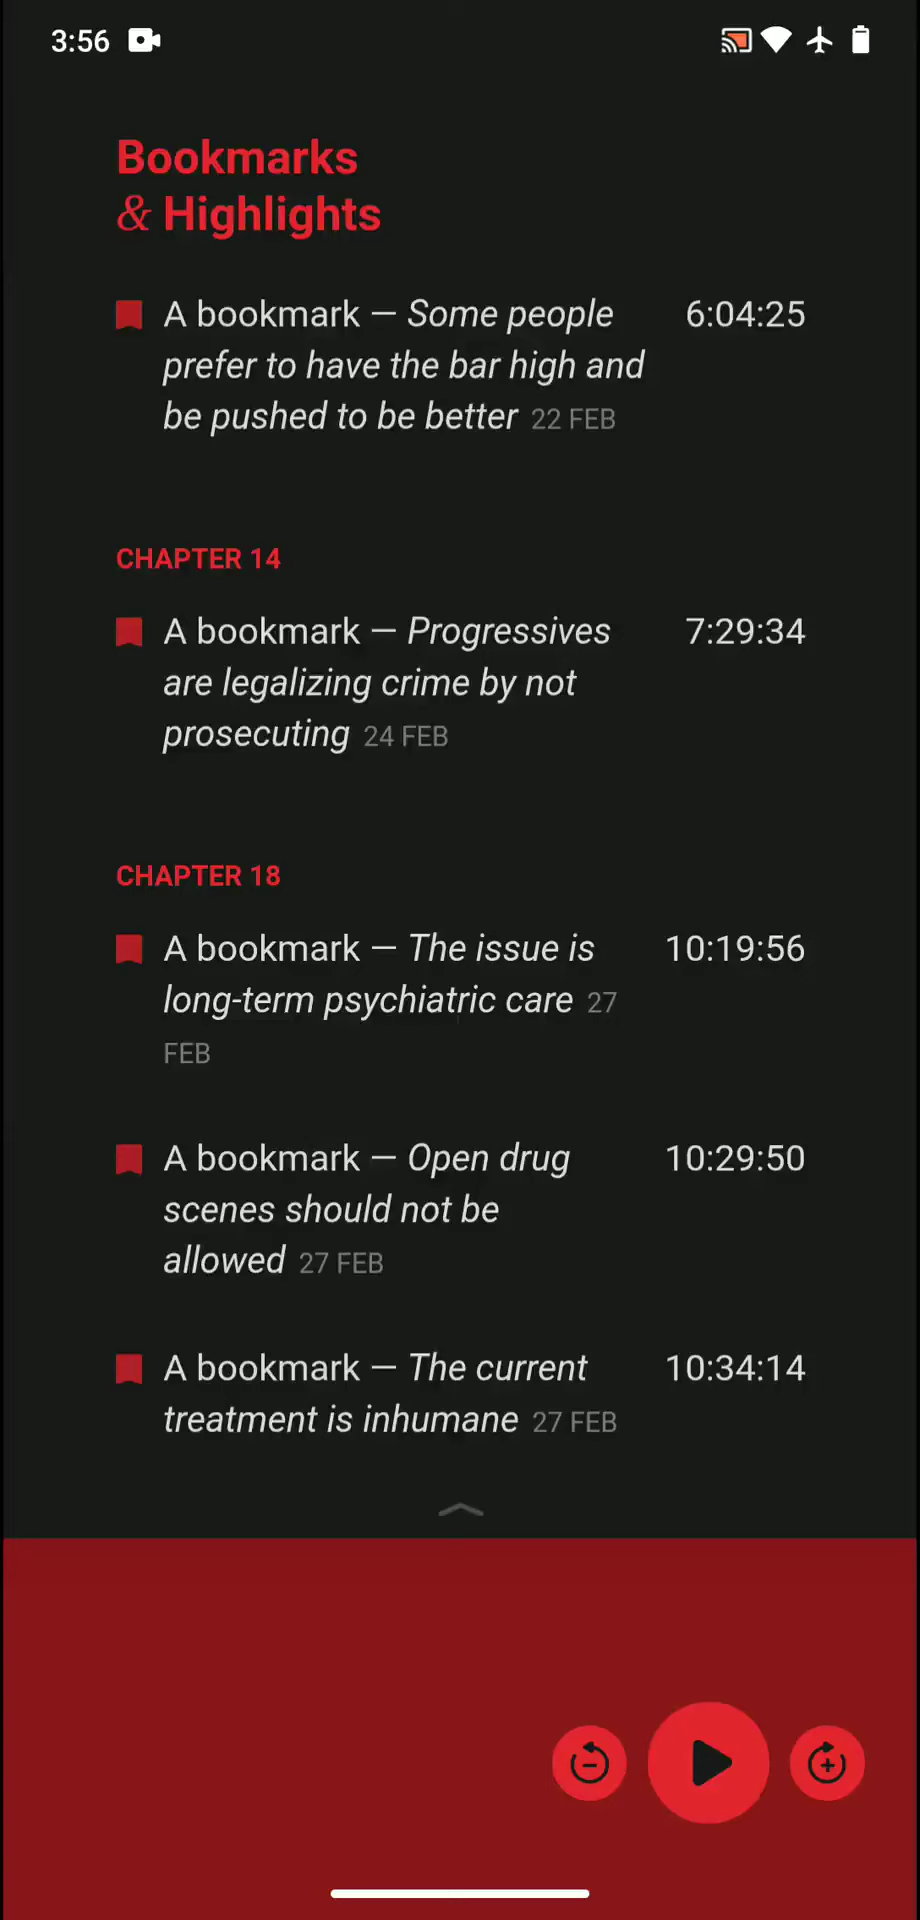 3:56
Bookmarks
& Highlights
A bookmark — Some people 6:04:25
prefer to have the bar high and
be pushed to be better 22 FEB
CHAPTER 14
A bookmark — Progressives 7:29:34
are legalizing crime by not
prosecuting 24 FEB
CHAPTER 18
A bookmark — The issue is 10:19:56
long-term psychiatric care 27
FEB
A bookmark — Open drug 10:29:50
scenes should not be
allowed 27 FEB
A bookmark — The current 10:34:14
treatment is inhumane 27 FEB